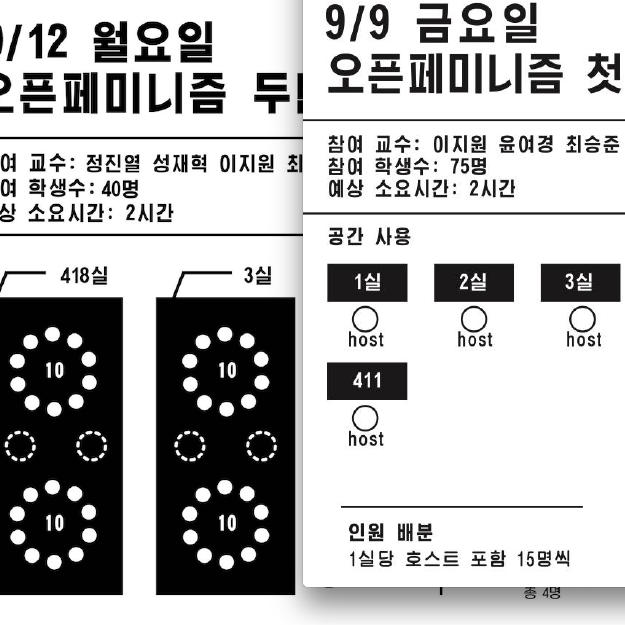 /12 월요일
오픈페미니즘 두
여 교수: 정진열 성재혁 이지원 최
여 학생수: 40명
상 소요시간: 2시간
418실
3실
10
10
10
10
9/9 금요일
오픈페미니즘 첫
참여 교수: 이지원 윤여경 최승준
참여 학생수: 75명
예상 소요시간: 2시간
공간 사용
1실
2실
3실
host
host
host
411
host
인원 배분
1실당 호스트 포함 15명씩
총 4명